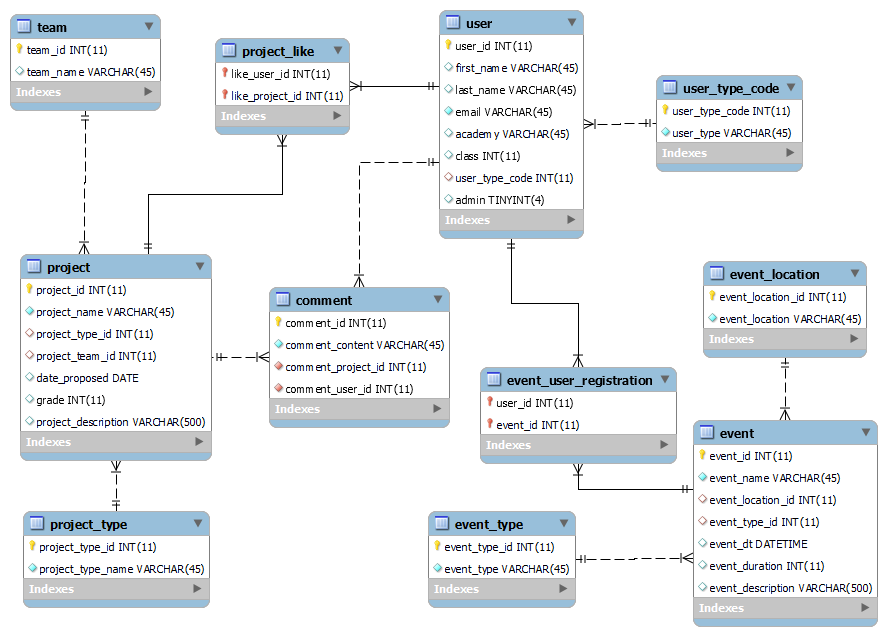 team
team_id INT(11)
team_name VARCHAR(45)
Indexes
project_like
like_user_id INT(11)
like_project_id INT(11)
Indexes
user
user_id INT(11)
first_name VARCHAR(45)
last_name VARCHAR(45)
email VARCHAR(45)
academy VARCHAR(45)
class INT(11)
user_type_code INT(11)
admin TINYINT(4)
Indexes
user_type_code
user_type_code INT(11)
user_type VARCHAR(45)
Indexes
project
project_id INT(11)
project_name VARCHAR(45)
project_type_id INT(11)
project_team_id INT(11)
date_proposed DATE
grade INT(11)
project_description VARCHAR(500)
Indexes
comment
comment_id INT(11)
comment_content VARCHAR(45)
comment_project_id INT(11)
comment_user_id INT(11)
Indexes
event_location
event_location_id INT(11)
event_location VARCHAR(45)
Indexes
event_user_registration
user_id INT(11)
event_id INT(11)
Indexes
event
event_id INT(11)
event_name VARCHAR(45)
event_location_id INT(11)
event_type_id INT(11)
event_dt DATETIME
event_duration INT(11)
event_description VARCHAR(500)
Indexes
project_type
project_type_id INT(11)
project_type_name VARCHAR(45)
Indexes
event_type
event_type_id INT(11)
event_type VARCHAR(45)
Indexes